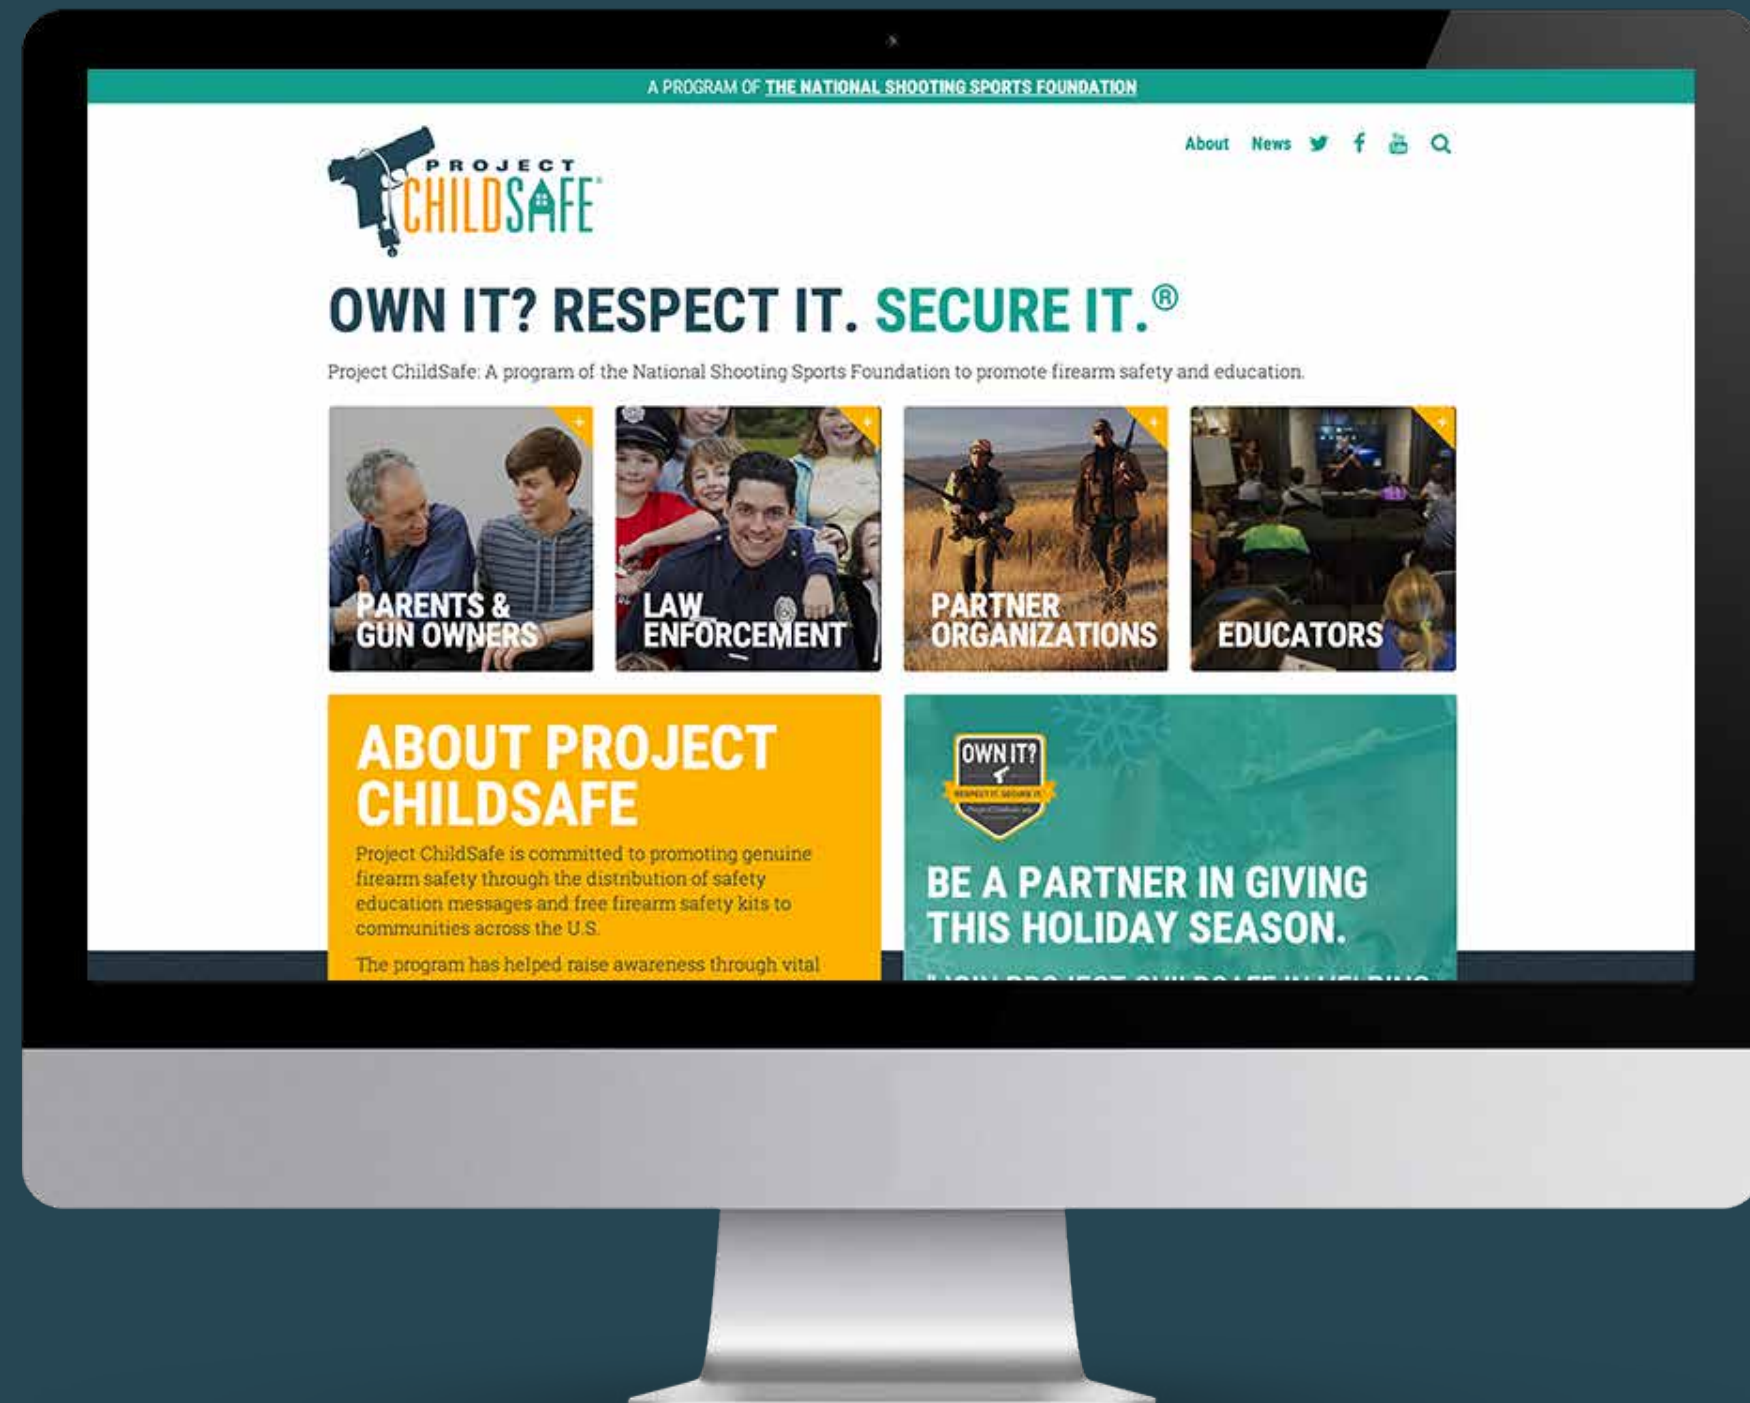 A PROGRAM OF THE NATIONAL SHOOTING SPORTS FOUNDATION
About News
PROJECT
CHILDSAFE®
OWN IT? RESPECT IT. SECURE IT.®
Project ChildSafe: A program of the National Shooting Sports Foundation to promote firearm safety and education.
PARENTS &
GUN OWNERS
LAW
ENFORCEMENT
PARTNER
ORGANIZATIONS
EDUCATORS
ABOUT PROJECT
CHILDSAFE
Project ChildSafe is committed to promoting genuine
firearm safety through the distribution of safety
education messages and free firearm safety kits to
communities across the U.S.
The program has helped raise awareness through vital
OWN IT?
RESPECT IT. SECURE IT.
BE A PARTNER IN GIVING
THIS HOLIDAY SEASON.